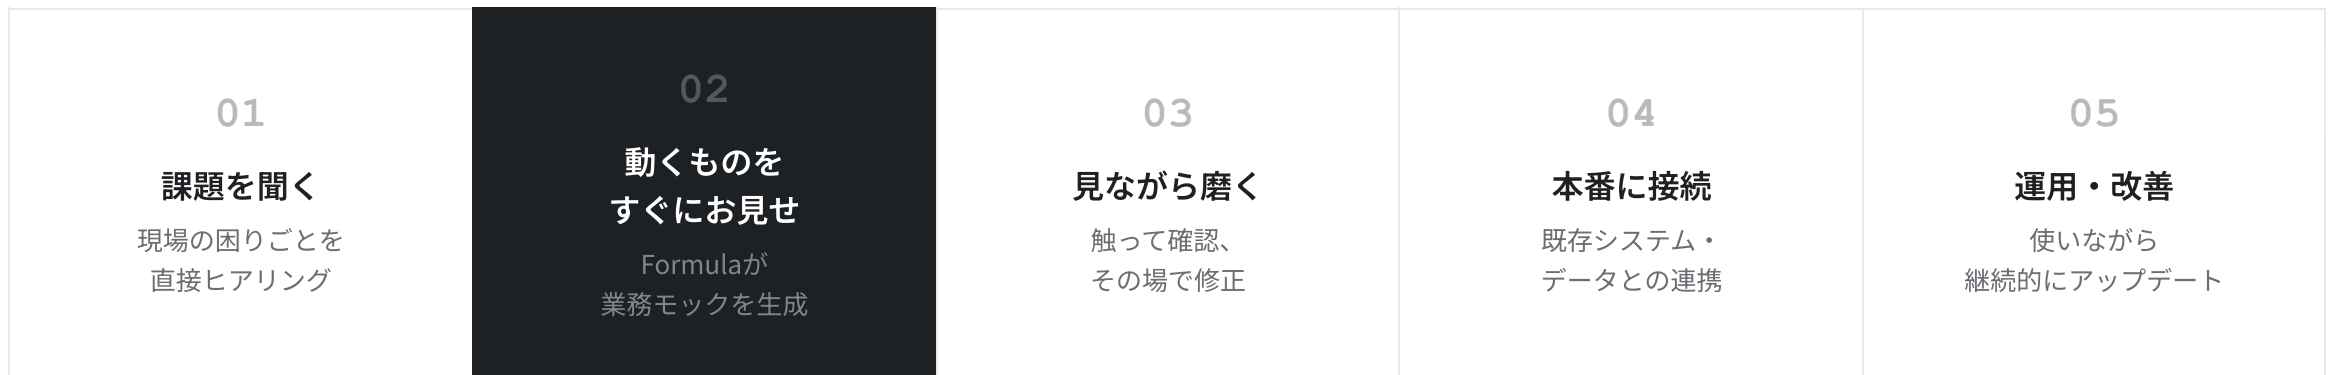 01
課題を聞く
現場の困りごとを
直接ヒアリング
02
動くものを
すぐにお見せ
Formulaが
業務モックを生成
03
見ながら磨く
触って確認、
その場で修正
04
本番に接続
既存システム・
データとの連携
05
運用・改善
使いながら
継続的にアップデート